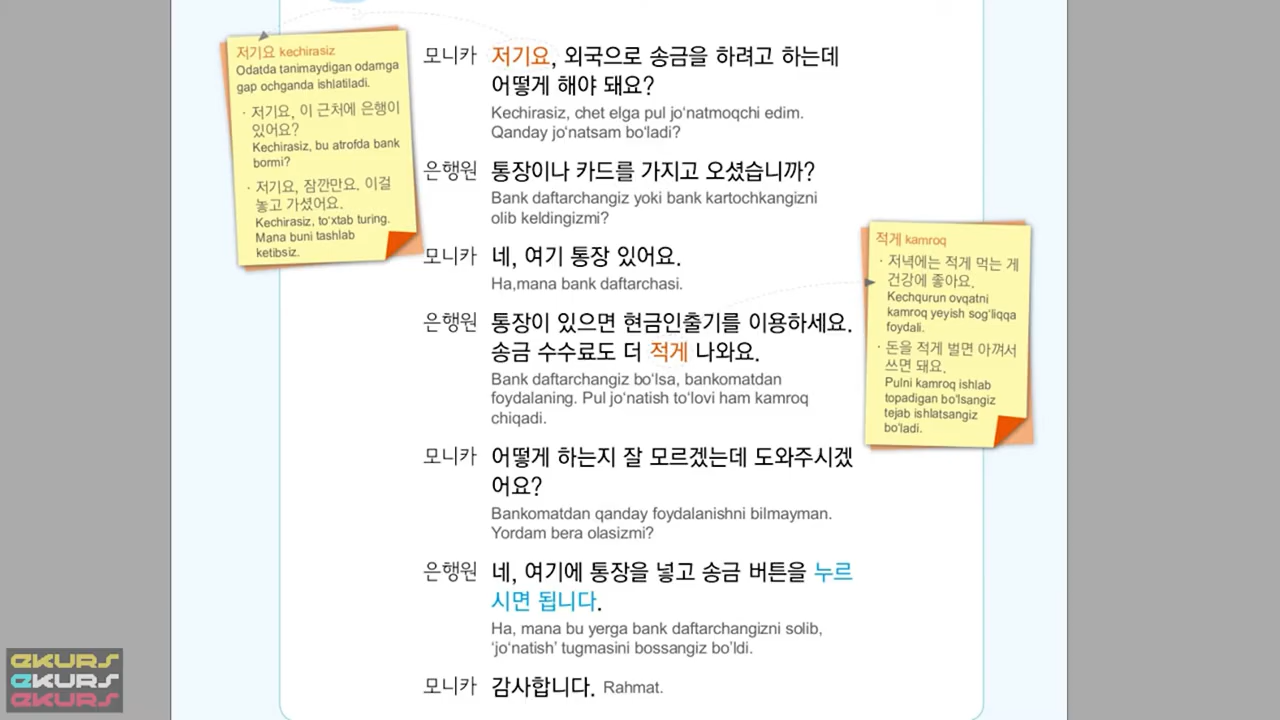 저기요 kechirasiz
Odatda tanimaydigan odamga
gap ochganda ishlatiladi.
· 저기요, 이 근처에 은행이
있어요?
Kechirasiz, bu atrofda bank
bormi?
· 저기요, 잠깐만요. 이걸
놓고 가셨어요.
Kechirasiz, to‘xtab turing.
Mana buni tashlab
ketibsiz.
모니카 저기요, 외국으로 송금을 하려고 하는데
어떻게 해야 돼요?
Kechirasiz, chet elga pul jo‘natmoqchi edim.
Qanday jo‘natsam bo‘ladi?
은행원 통장이나 카드를 가지고 오셨습니까?
Bank daftarchangiz yoki bank kartochkangizni
olib keldingizmi?
모니카 네, 여기 통장 있어요.
Ha,mana bank daftarchasi.
은행원 통장이 있으면 현금인출기를 이용하세요.
송금 수수료도 더 적게 나와요.
Bank daftarchangiz bo‘lsa, bankomatdan
foydalaning. Pul jo‘natish to‘lovi ham kamroq
chiqadi.
모니카 어떻게 하는지 잘 모르겠는데 도와주시겠
어요?
Bankomatdan qanday foydalanishni bilmayman.
Yordam bera olasizmi?
은행원 네, 여기에 통장을 넣고 송금 버튼을 누르
시면 됩니다.
Ha, mana bu yerga bank daftarchangizni solib,
‘jo‘natish’ tugmasini bossangiz bo’ldi.
모니카 감사합니다. Rahmat.
적게 kamroq
· 저녁에는 적게 먹는 게
건강에 좋아요.
Kechqurun ovqatni
kamroq yeyish sog‘liqqa
foydali.
· 돈을 적게 벌면 아껴서
쓰면 돼요.
Pulni kamroq ishlab
topadigan bo‘lsangiz
tejab ishlatsangiz
bo‘ladi.
EKURS
EKURS
EKURS